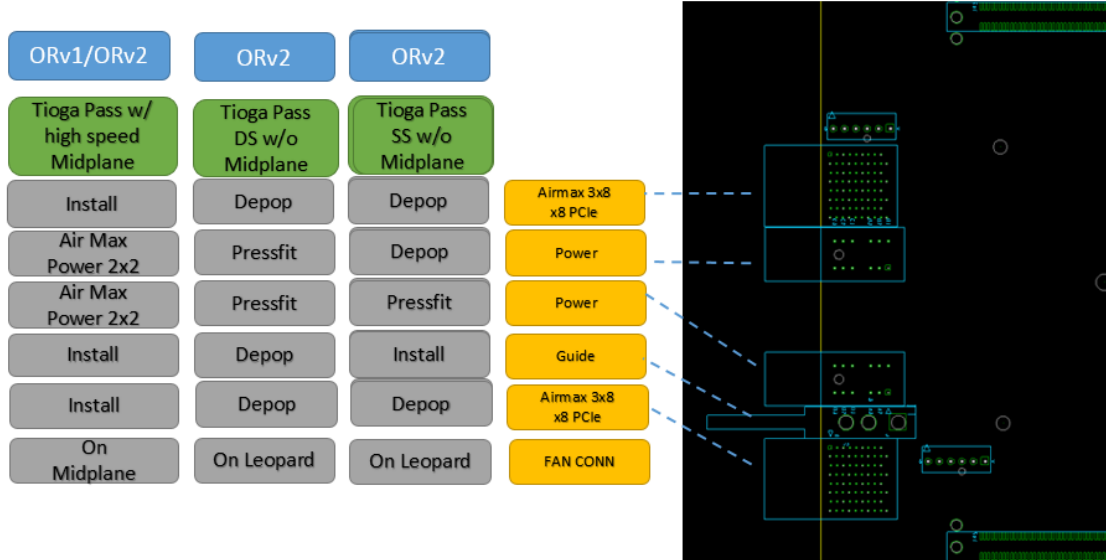 ORv1/ORv2
ORv2
ORv2
Tioga Pass w/
high speed
Midplane
Tioga Pass
DS w/o
Midplane
Tioga Pass
SS w/o
Midplane
Install
Depop
Depop
Airmax 3x8
x8 PCIe
Air Max
Power 2x2
Pressfit
Depop
Power
Air Max
Power 2x2
Pressfit
Pressfit
Power
Install
Depop
Install
Guide
Install
Depop
Depop
Airmax 3x8
x8 PCIe
On
Midplane
On Leopard
On Leopard
FAN CONN